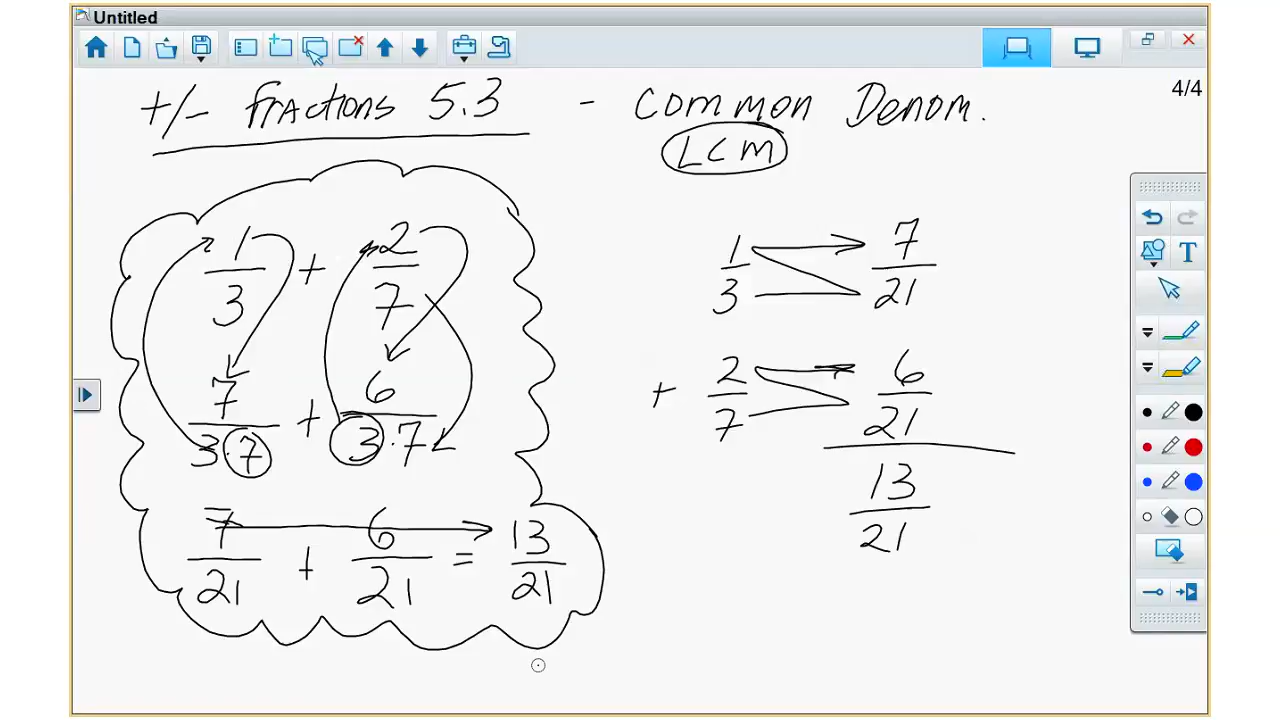 Untitled
4/4
+/- Fractions 5.3 - Common Denom.
LCM
1/3 + 2/7
7/3·7 + 6/3·7
7/21 + 6/21 = 13/21
1/3 7/21
+ 2/7 6/21
13/21
T